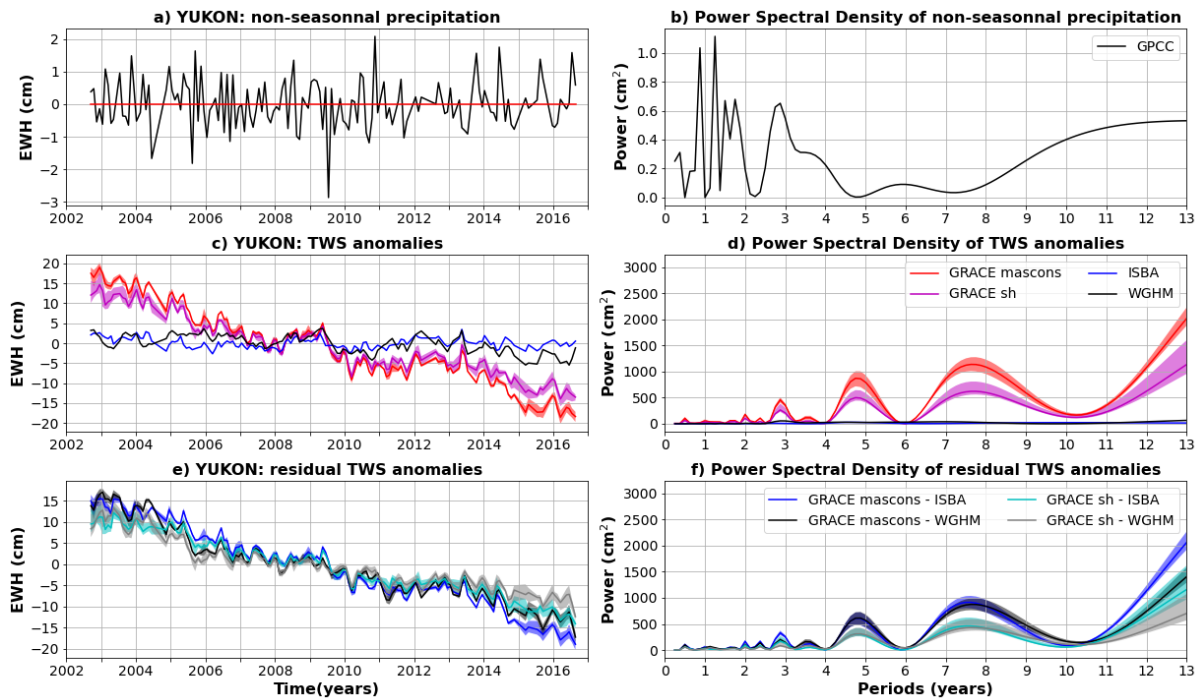 a) YUKON: non-seasonnal precipitation
EWH (cm)
2
1
0
−1
−2
−3
2002 2004 2006 2008 2010 2012 2014 2016
b) Power Spectral Density of non-seasonnal precipitation
Power (cm²)
1.0
0.8
0.6
0.4
0.2
0.0
GPCC
0 1 2 3 4 5 6 7 8 9 10 13
c) YUKON: TWS anomalies
EWH (cm)
20
15
10
5
0
−5
−10
−15
−20
2002 2004 2006 2008 2010 2012 2014 2016
d) Power Spectral Density of TWS anomalies
Power (cm²)
3000
2500
2000
1500
1000
500
0
GRACE mascons ISBA
GRACE sh WGHM
0 1 2 3 4 5 6 7 8 9 10 13
e) YUKON: residual TWS anomalies
EWH (cm)
15
10
5
0
−5
−10
−15
−20
2002 2004 2006 2008 2010 2012 2014 2016
Time(years)
f) Power Spectral Density of residual TWS anomalies
Power (cm²)
3000
2500
2000
1500
1000
500
0
GRACE mascons - ISBA GRACE sh - ISBA
GRACE mascons - WGHM GRACE sh - WGHM
0 1 2 3 4 5 6 7 8 9 10 13
Periods (years)